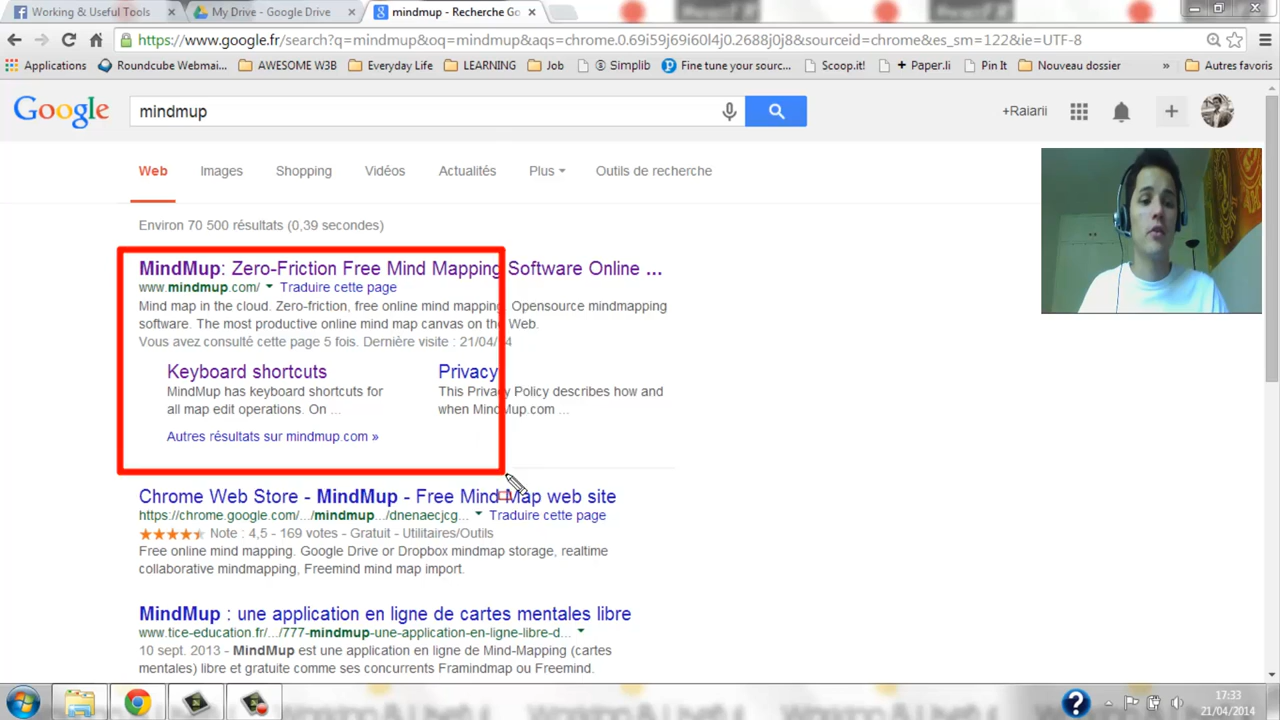 Working & Useful Tools
My Drive - Google Drive
mindmup - Recherche Go
https://www.google.fr/search?q=mindmup&oq=mindmup&aqs=chrome.0.69i59j69i60l4j0.2688j0j8&sourceid=chrome&es_sm=122&ie=UTF-8
Applications
Roundcube Webmai...
AWESOME W3B
Everyday Life
LEARNING
Job
③ Simplib
Fine tune your sourc...
Scoop.it!
+ Paper.li
Pin It
Nouveau dossier
»
Autres favoris
Google
mindmup
+Raiarii
Web
Images
Shopping
Vidéos
Actualités
Plus
Outils de recherche
Environ 70 500 résultats (0,39 secondes)
MindMup: Zero-Friction Free Mind Mapping Software Online ...
www.mindmup.com/ Traduire cette page
Mind map in the cloud. Zero-friction, free online mind mapping. Opensource mindmapping
software. The most productive online mind map canvas on the Web.
Vous avez consulté cette page 5 fois. Dernière visite : 21/04/14
Keyboard shortcuts
MindMup has keyboard shortcuts for
all map edit operations. On ...
Privacy
This Privacy Policy describes how and
when MindMup.com ...
Autres résultats sur mindmup.com »
Chrome Web Store - MindMup - Free Mind Map web site
https://chrome.google.com/.../mindmup.../dnenaecjcg... Traduire cette page
Note : 4,5 - 169 votes - Gratuit - Utilitaires/Outils
Free online mind mapping. Google Drive or Dropbox mindmap storage, realtime
collaborative mindmapping, Freemind mind map import.
MindMup : une application en ligne de cartes mentales libre
www.tice-education.fr/.../777-mindmup-une-application-en-ligne-libre-d...
10 sept. 2013 - MindMup est une application en ligne de Mind-Mapping (cartes
mentales) libre et gratuite comme ses concurrents Framindmap ou Freemind.
17:33
21/04/2014